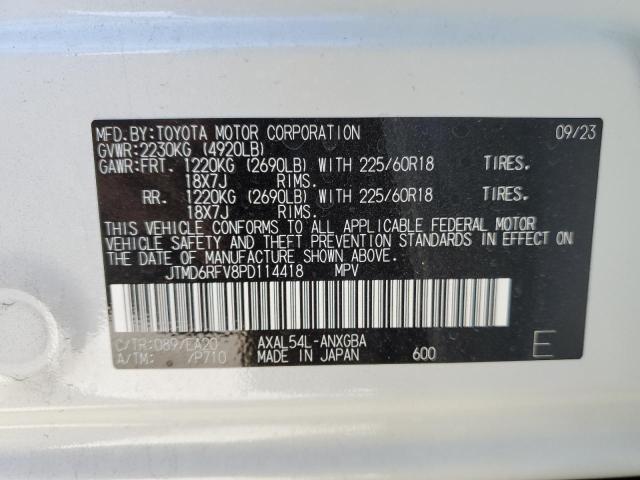 MFD.BY:TOYOTA MOTOR CORPORATION 09/23
GVWR:2230KG (4920LB)
GAWR:FRT. 1220KG (2690LB) WITH 225/60R18 TIRES.
18X7J RIMS.
RR. 1220KG (2690LB) WITH 225/60R18 TIRES.
18X7J RIMS.
THIS VEHICLE CONFORMS TO ALL APPLICABLE FEDERAL MOTOR
VEHICLE SAFETY AND THEFT PREVENTION STANDARDS IN EFFECT ON
THE DATE OF MANUFACTURE SHOWN ABOVE.
JTMD6RFV8PD114418 MPV
C/TR:089/EA20 AXAL54L-ANXGBA
A/TM: /P710 MADE IN JAPAN 600 E